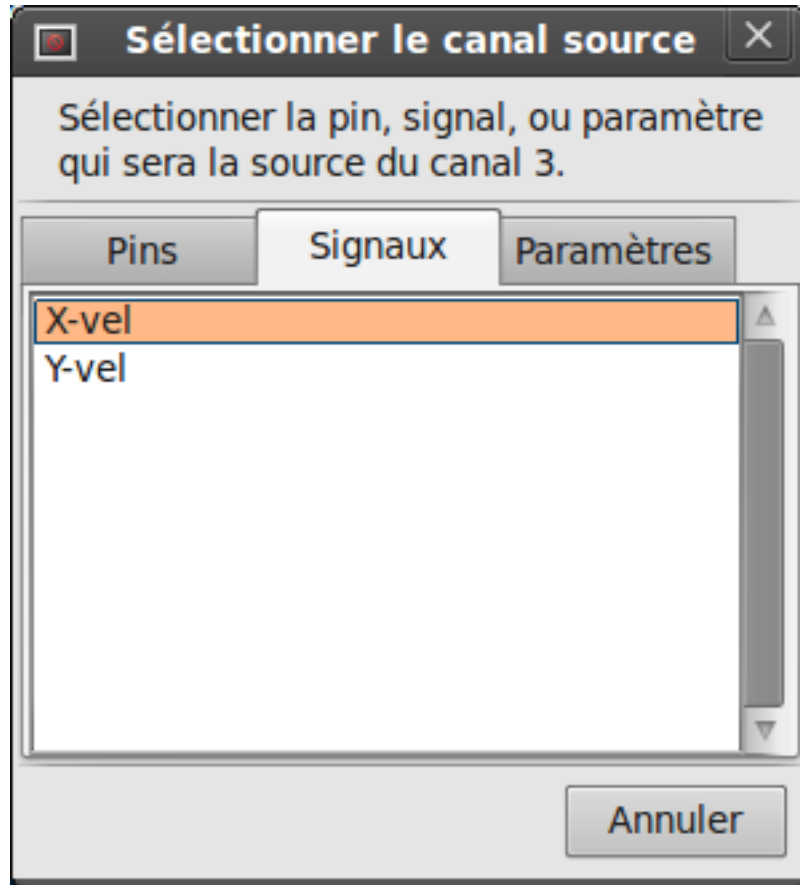 Sélectionner le canal source
Sélectionner la pin, signal, ou paramètre
qui sera la source du canal 3.
Pins Signaux Paramètres
X-vel
Y-vel
Annuler